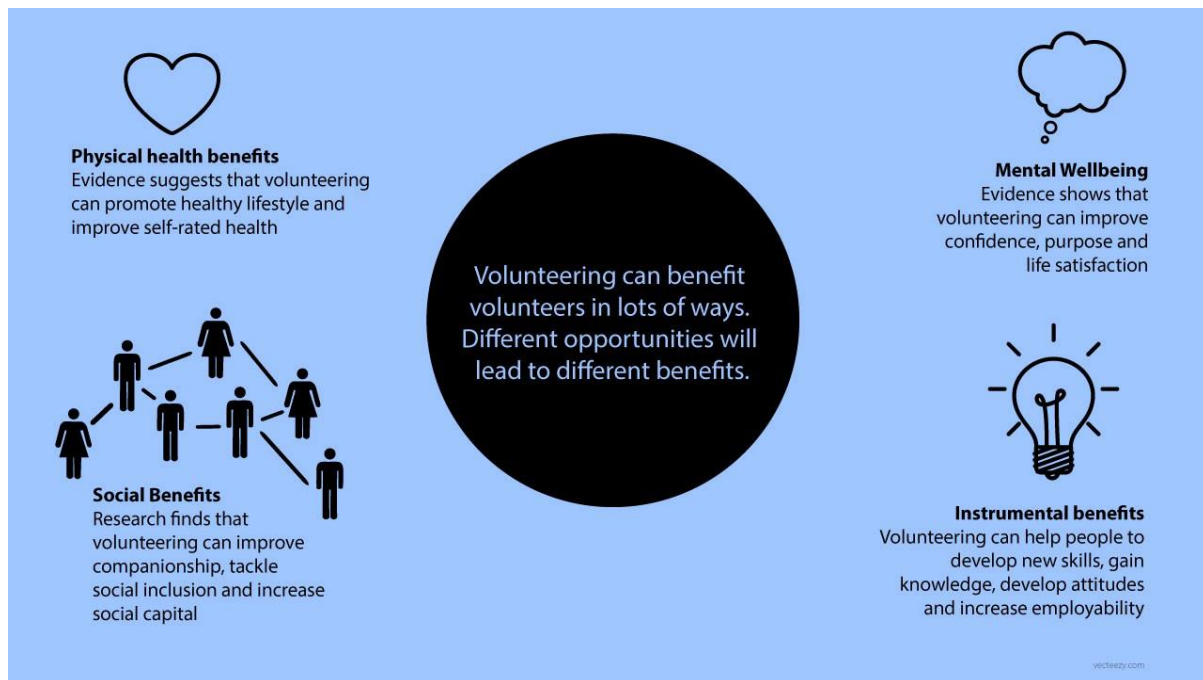 Physical health benefits
Evidence suggests that volunteering
can promote healthy lifestyle and
improve self-rated health
Social Benefits
Research finds that
volunteering can improve
companionship, tackle
social inclusion and increase
social capital
Volunteering can benefit
volunteers in lots of ways.
Different opportunities will
lead to different benefits.
Mental Wellbeing
Evidence shows that
volunteering can improve
confidence, purpose and
life satisfaction
Instrumental benefits
Volunteering can help people to
develop new skills, gain
knowledge, develop attitudes
and increase employability
vecteezy.com